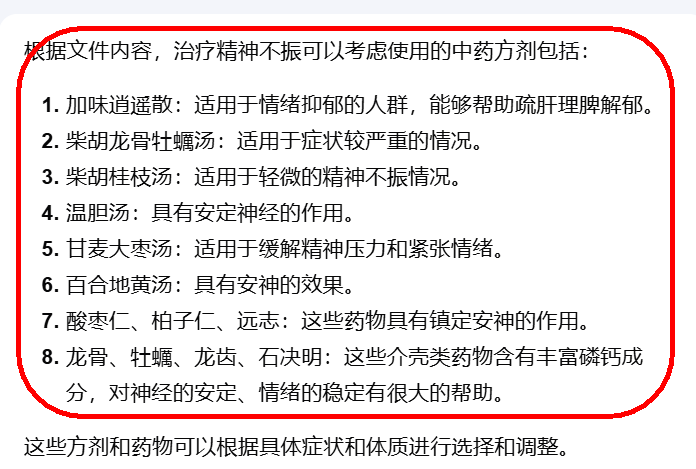 根据文件内容，治疗精神不振可以考虑使用的中药方剂包括：
1. 加味逍遥散：适用于情绪抑郁的人群，能够帮助疏肝理脾解郁。
2. 柴胡龙骨牡蛎汤：适用于症状较严重的情况。
3. 柴胡桂枝汤：适用于轻微的精神不振情况。
4. 温胆汤：具有安定神经的作用。
5. 甘麦大枣汤：适用于缓解精神压力和紧张情绪。
6. 百合地黄汤：具有安神的效果。
7. 酸枣仁、柏子仁、远志：这些药物具有镇定安神的作用。
8. 龙骨、牡蛎、龙齿、石决明：这些介壳类药物含有丰富磷钙成
分，对神经的安定、情绪的稳定有很大的帮助。
这些方剂和药物可以根据具体症状和体质进行选择和调整。